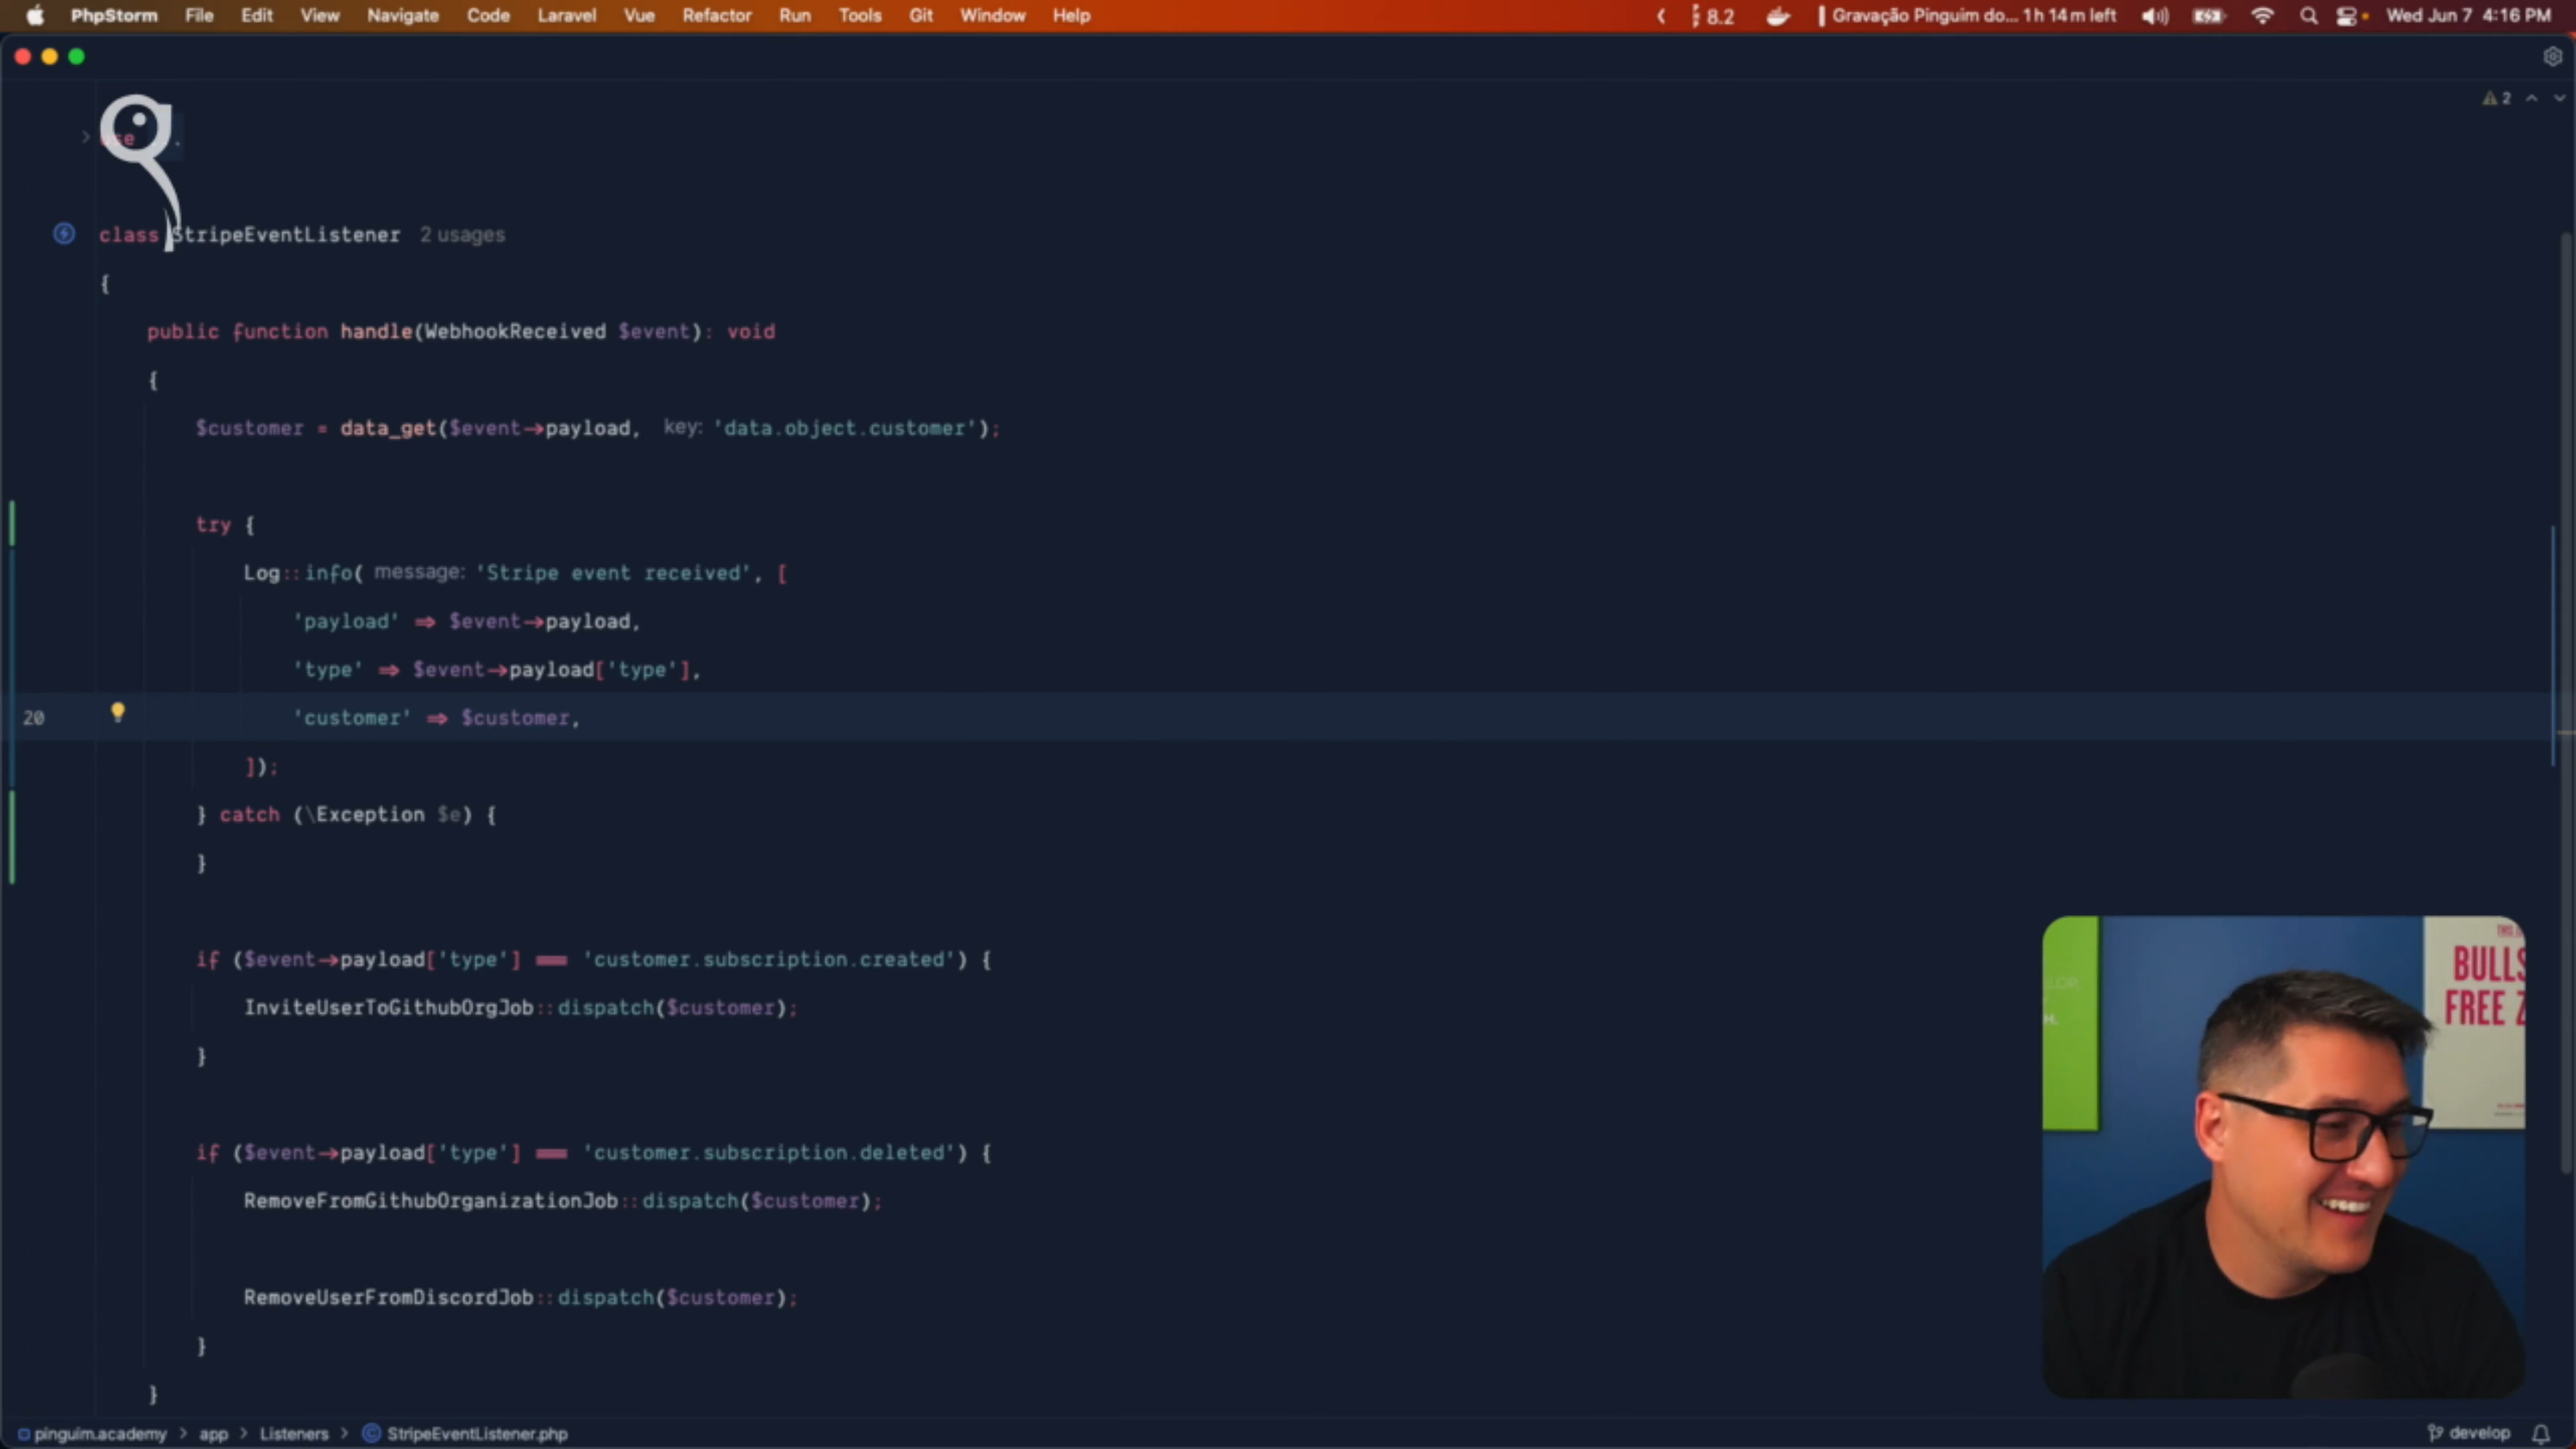 PhpStorm File Edit View Navigate Code Laravel Vue Refactor Run Tools Git Window Help 8.2 Gravação Pinguim do... 1h 14m left Wed Jun 7 4:16 PM
2
class StripeEventListener 2 usages
{
public function handle(WebhookReceived $event): void
{
$customer = data_get($event->payload, key: 'data.object.customer');
try {
Log::info( message: 'Stripe event received', [
'payload' => $event->payload,
'type' => $event->payload['type'],
20 'customer' => $customer,
]);
} catch (\Exception $e) {
}
if ($event->payload['type'] === 'customer.subscription.created') {
InviteUserToGithubOrgJob::dispatch($customer);
}
if ($event->payload['type'] === 'customer.subscription.deleted') {
RemoveFromGithubOrganizationJob::dispatch($customer);
RemoveUserFromDiscordJob::dispatch($customer);
}
}
BULLS
FREE Z
pinguim.academy > app > Listeners > StripeEventListener.php develop